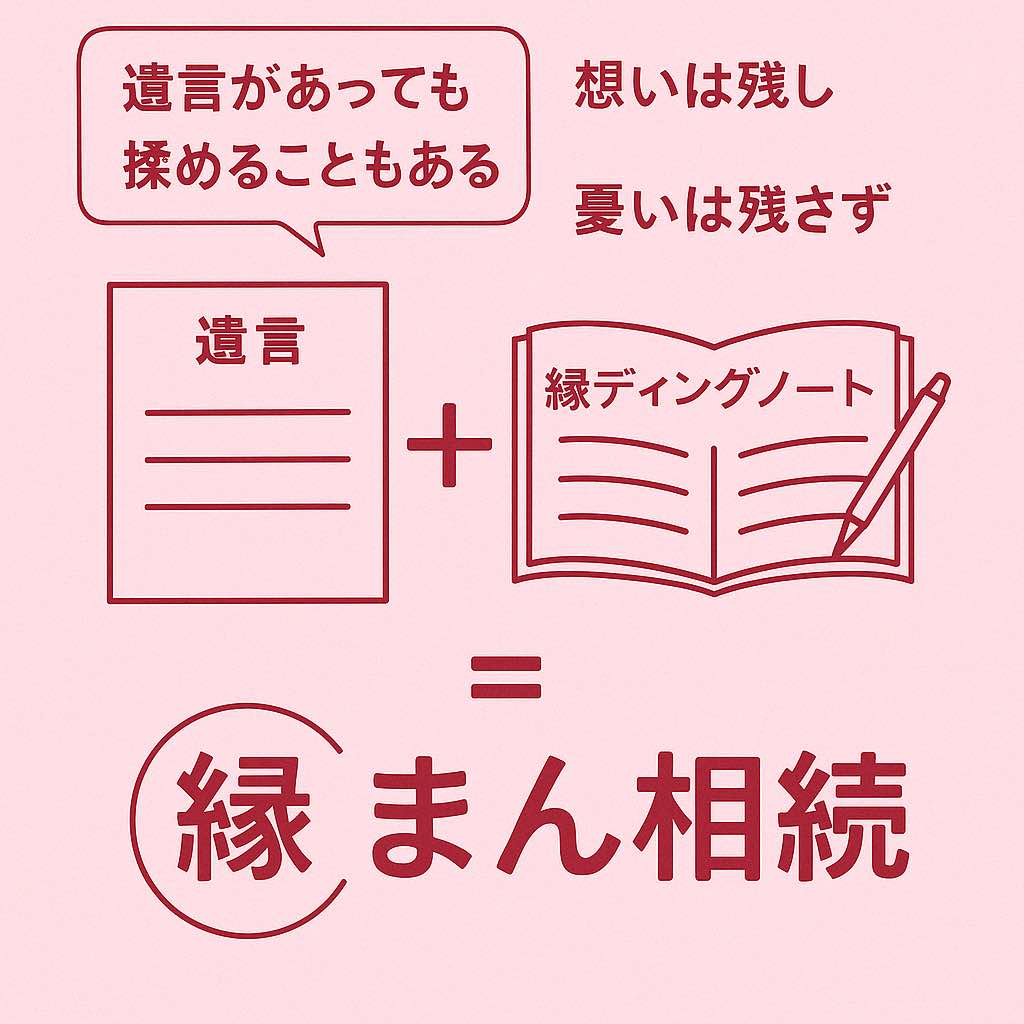 遺言があっても
揉めることもある
想いは残し
憂いは残さず
遺言
+
縁ディングノート
=
縁まん相続